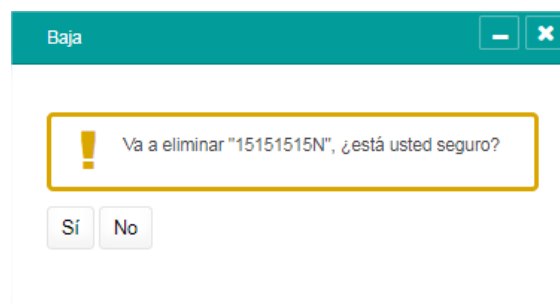 Baja
Va a eliminar "15151515N", ¿está usted seguro?
Sí No